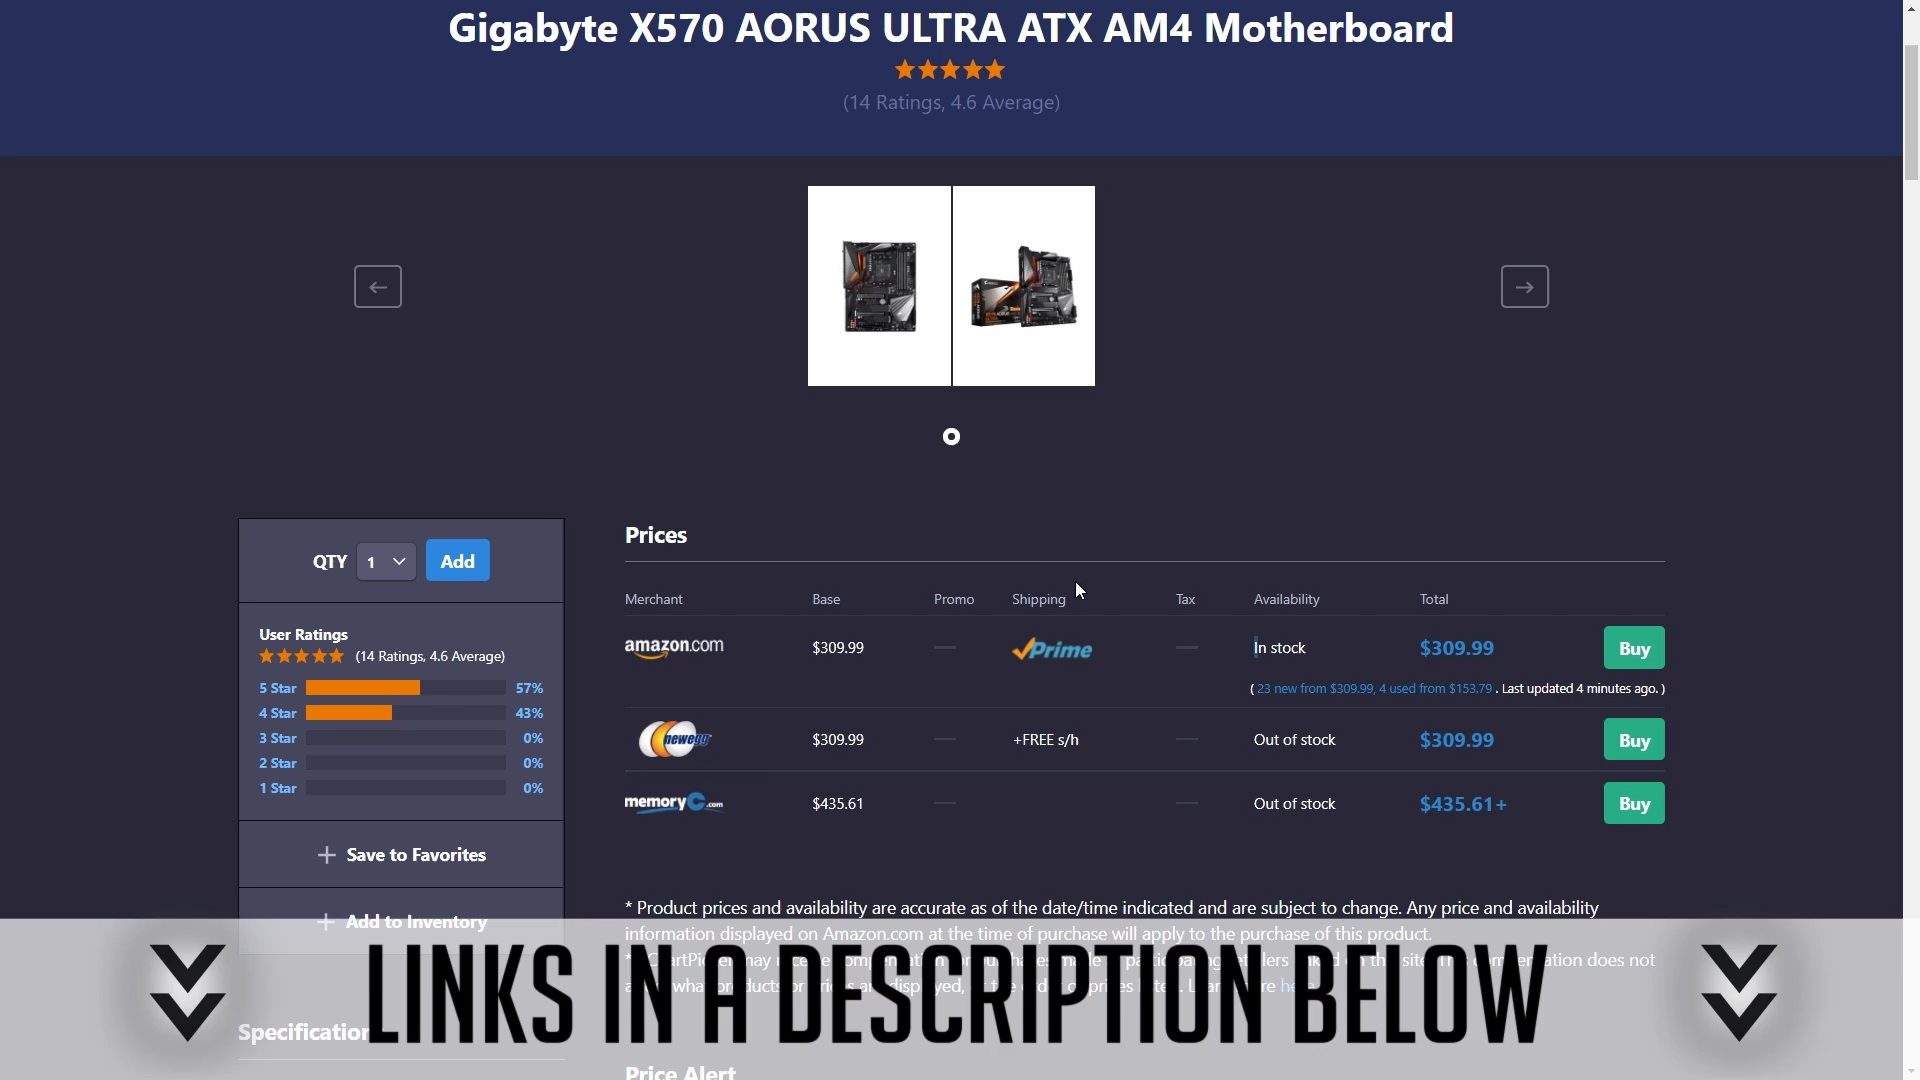 Gigabyte X570 AORUS ULTRA ATX AM4 Motherboard
(14 Ratings, 4.6 Average)
QTY 1 Add
User Ratings
(14 Ratings, 4.6 Average)
5 Star 57%
4 Star 43%
3 Star 0%
2 Star 0%
1 Star 0%
+ Save to Favorites
+ Add to Inventory
Specification
Prices
Merchant Base Promo Shipping Tax Availability Total
amazon.com $309.99 — Prime — In stock $309.99 Buy
( 23 new from $309.99, 4 used from $153.79 . Last updated 4 minutes ago. )
newegg $309.99 — +FREE s/h — Out of stock $309.99 Buy
memoryC.com $435.61 — — Out of stock $435.61+ Buy
* Product prices and availability are accurate as of the date/time indicated and are subject to change. Any price and availability
information displayed on Amazon.com at the time of purchase will apply to the purchase of this product.
may does not
LINKS IN A DESCRIPTION BELOW
Price Alert